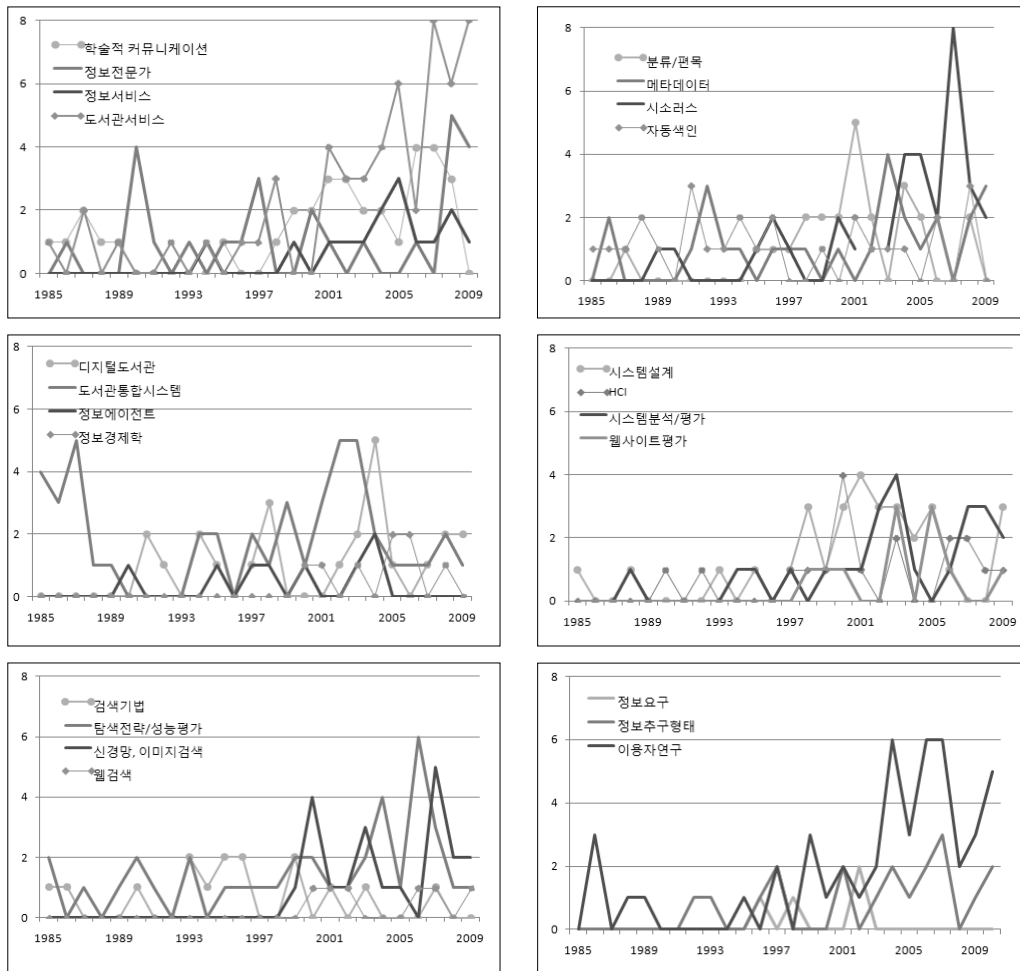 8
학술적 커뮤니케이션
정보전문가
6
정보서비스
도서관서비스
4
2
0
1985 1989 1993 1997 2001 2005 2009
8
분류/편목
메타데이터
6
시소러스
자동색인
4
2
0
1985 1989 1993 1997 2001 2005 2009
8
디지털도서관
도서관통합시스템
6
정보에이전트
정보경제학
4
2
0
1985 1989 1993 1997 2001 2005 2009
8
시스템설계
HCI
6
시스템분석/평가
웹사이트평가
4
2
0
1985 1989 1993 1997 2001 2005 2009
8
검색기법
탐색전략/성능평가
6
신경망, 이미지검색
웹검색
4
2
0
1985 1989 1993 1997 2001 2005 2009
8
정보요구
정보추구형태
6
이용자연구
4
2
0
1985 1989 1993 1997 2001 2005 2009